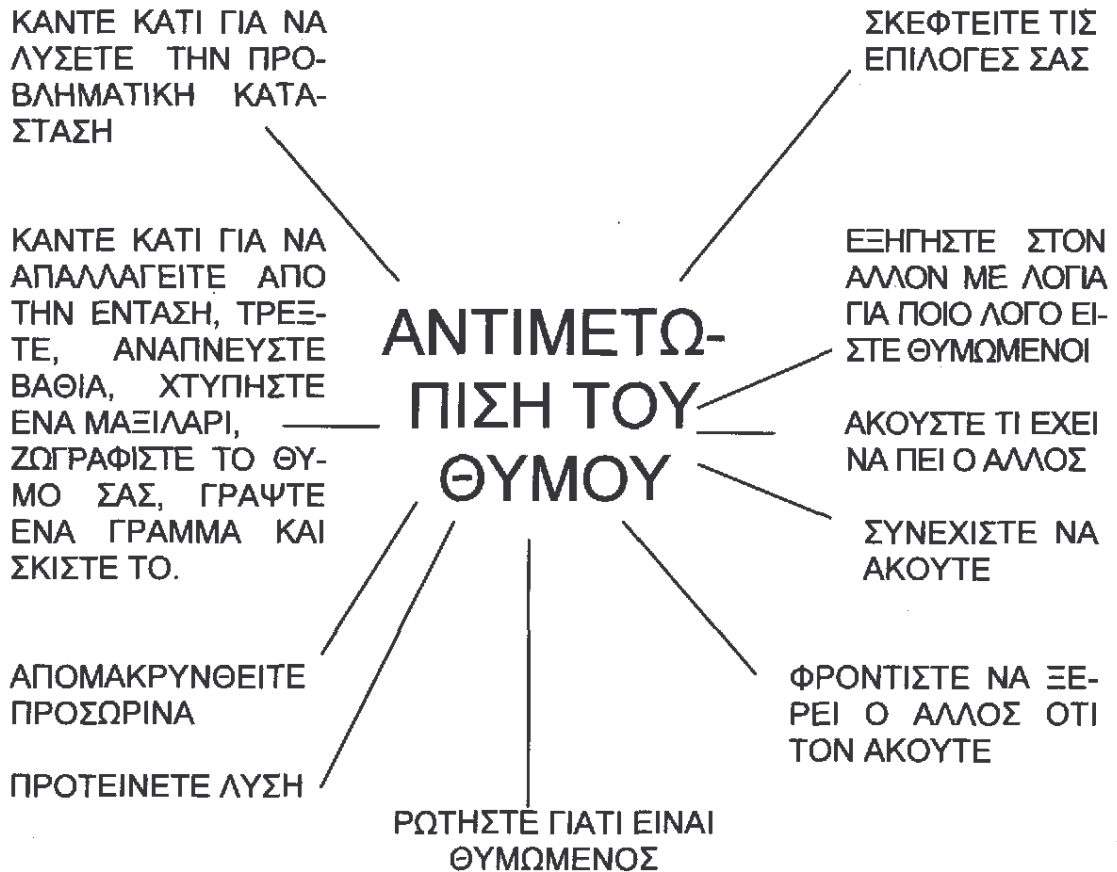 ΚΑΝΤΕ ΚΑΤΙ ΓΙΑ ΝΑ
ΛΥΣΕΤΕ ΤΗΝ ΠΡΟ-
ΒΛΗΜΑΤΙΚΗ ΚΑΤΑ-
ΣΤΑΣΗ
ΣΚΕΦΤΕΙΤΕ ΤΙΣ
ΕΠΙΛΟΓΕΣ ΣΑΣ
ΚΑΝΤΕ ΚΑΤΙ ΓΙΑ ΝΑ
ΑΠΑΛΛΑΓΕΙΤΕ ΑΠΟ
ΤΗΝ ΕΝΤΑΣΗ, ΤΡΕΞ-
ΤΕ, ΑΝΑΠΝΕΥΣΤΕ
ΒΑΘΙΑ, ΧΤΥΠΗΣΤΕ
ΕΝΑ ΜΑΞΙΛΑΡΙ,
ΖΩΓΡΑΦΙΣΤΕ ΤΟ ΘΥ-
ΜΟ ΣΑΣ, ΓΡΑΨΤΕ
ΕΝΑ ΓΡΑΜΜΑ ΚΑΙ
ΣΚΙΣΤΕ ΤΟ.
ΑΝΤΙΜΕΤΩ-
ΠΙΣΗ ΤΟΥ
ΘΥΜΟΥ
ΕΞΗΓΗΣΤΕ ΣΤΟΝ
ΑΛΛΟΝ ΜΕ ΛΟΓΙΑ
ΓΙΑ ΠΟΙΟ ΛΟΓΟ ΕΙ-
ΣΤΕ ΘΥΜΩΜΕΝΟΙ
ΑΚΟΥΣΤΕ ΤΙ ΕΧΕΙ
ΝΑ ΠΕΙ Ο ΑΛΛΟΣ
ΣΥΝΕΧΙΣΤΕ ΝΑ
ΑΚΟΥΤΕ
ΑΠΟΜΑΚΡΥΝΘΕΙΤΕ
ΠΡΟΣΩΡΙΝΑ
ΦΡΟΝΤΙΣΤΕ ΝΑ ΞΕ-
ΡΕΙ Ο ΑΛΛΟΣ ΟΤΙ
ΤΟΝ ΑΚΟΥΤΕ
ΠΡΟΤΕΙΝΕΤΕ ΛΥΣΗ
ΡΩΤΗΣΤΕ ΓΙΑΤΙ ΕΙΝΑΙ
ΘΥΜΩΜΕΝΟΣ